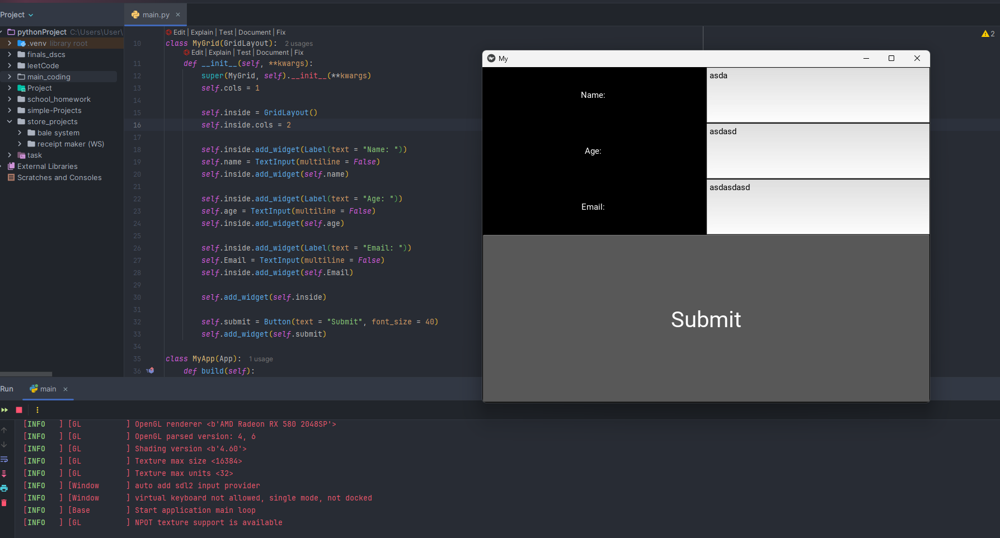 Project
main.py
pythonProject C:\Users\User\
.venv library root
finals_dscs
leetCode
main_coding
Project
school_homework
simple-Projects
store_projects
bale system
receipt maker (WS)
task
External Libraries
Scratches and Consoles
Edit | Explain | Test | Document | Fix
10 class MyGrid(GridLayout): 2 usages
Edit | Explain | Test | Document | Fix
11 def __init__(self, **kwargs):
12 super(MyGrid, self).__init__(**kwargs)
13 self.cols = 1
14
15 self.inside = GridLayout()
16 self.inside.cols = 2
17
18 self.inside.add_widget(Label(text = "Name: "))
19 self.name = TextInput(multiline = False)
20 self.inside.add_widget(self.name)
21
22 self.inside.add_widget(Label(text = "Age: "))
23 self.age = TextInput(multiline = False)
24 self.inside.add_widget(self.age)
25
26 self.inside.add_widget(Label(text = "Email: "))
27 self.Email = TextInput(multiline = False)
28 self.inside.add_widget(self.Email)
29
30 self.add_widget(self.inside)
31
32 self.submit = Button(text = "Submit", font_size = 40)
33 self.add_widget(self.submit)
34
35 class MyApp(App): 1 usage
36 def build(self):
2
My
Name:
asda
Age:
asdasd
Email:
asdasdasd
Submit
Run
main
[INFO ] [GL ] OpenGL renderer <b'AMD Radeon RX 580 2048SP'>
[INFO ] [GL ] OpenGL parsed version: 4, 6
[INFO ] [GL ] Shading version <b'4.60'>
[INFO ] [GL ] Texture max size <16384>
[INFO ] [GL ] Texture max units <32>
[INFO ] [Window ] auto add sdl2 input provider
[INFO ] [Window ] virtual keyboard not allowed, single mode, not docked
[INFO ] [Base ] Start application main loop
[INFO ] [GL ] NPOT texture support is available